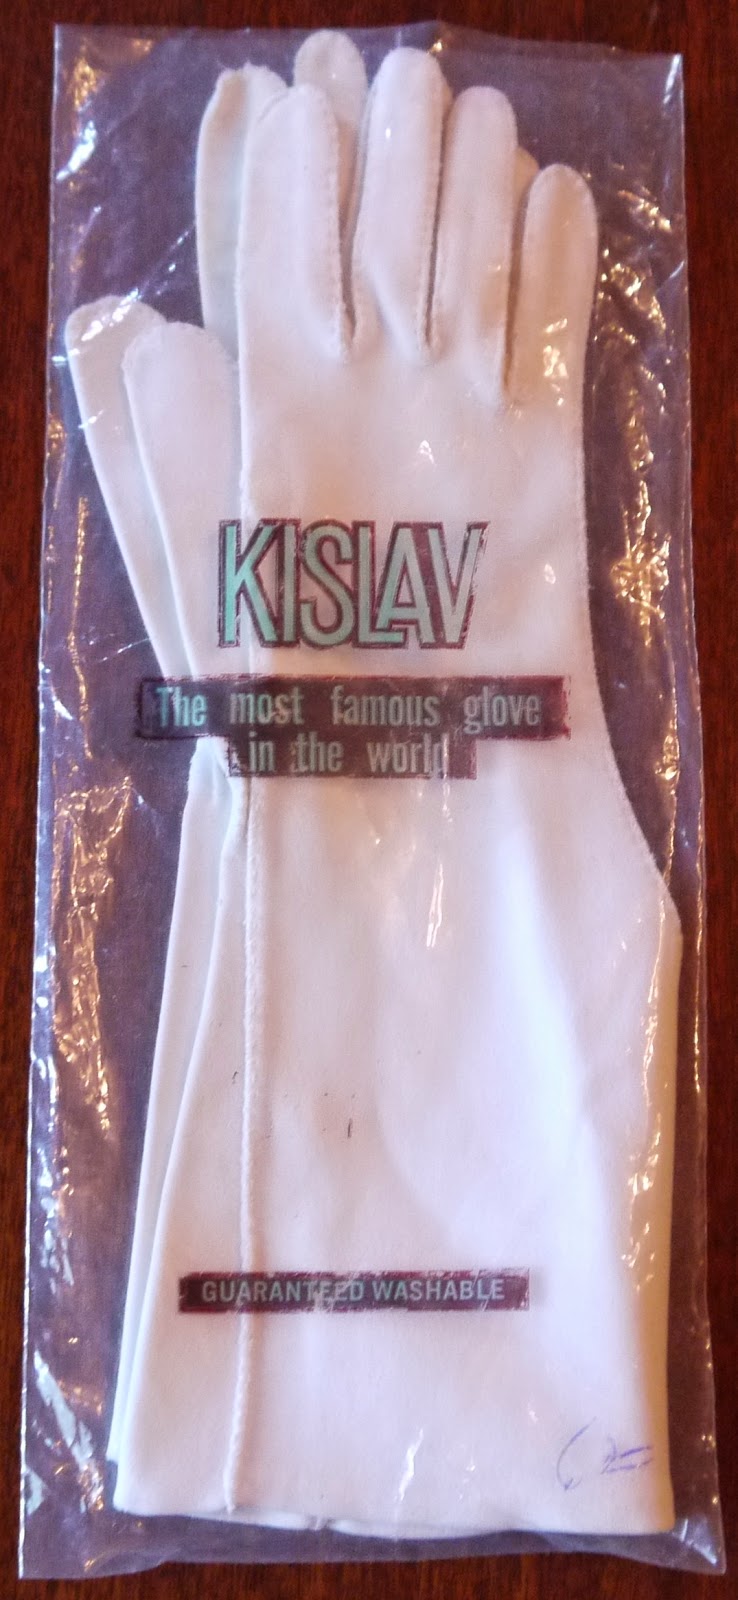 KISLAV
The most famous glove
in the world
GUARANTEED WASHABLE